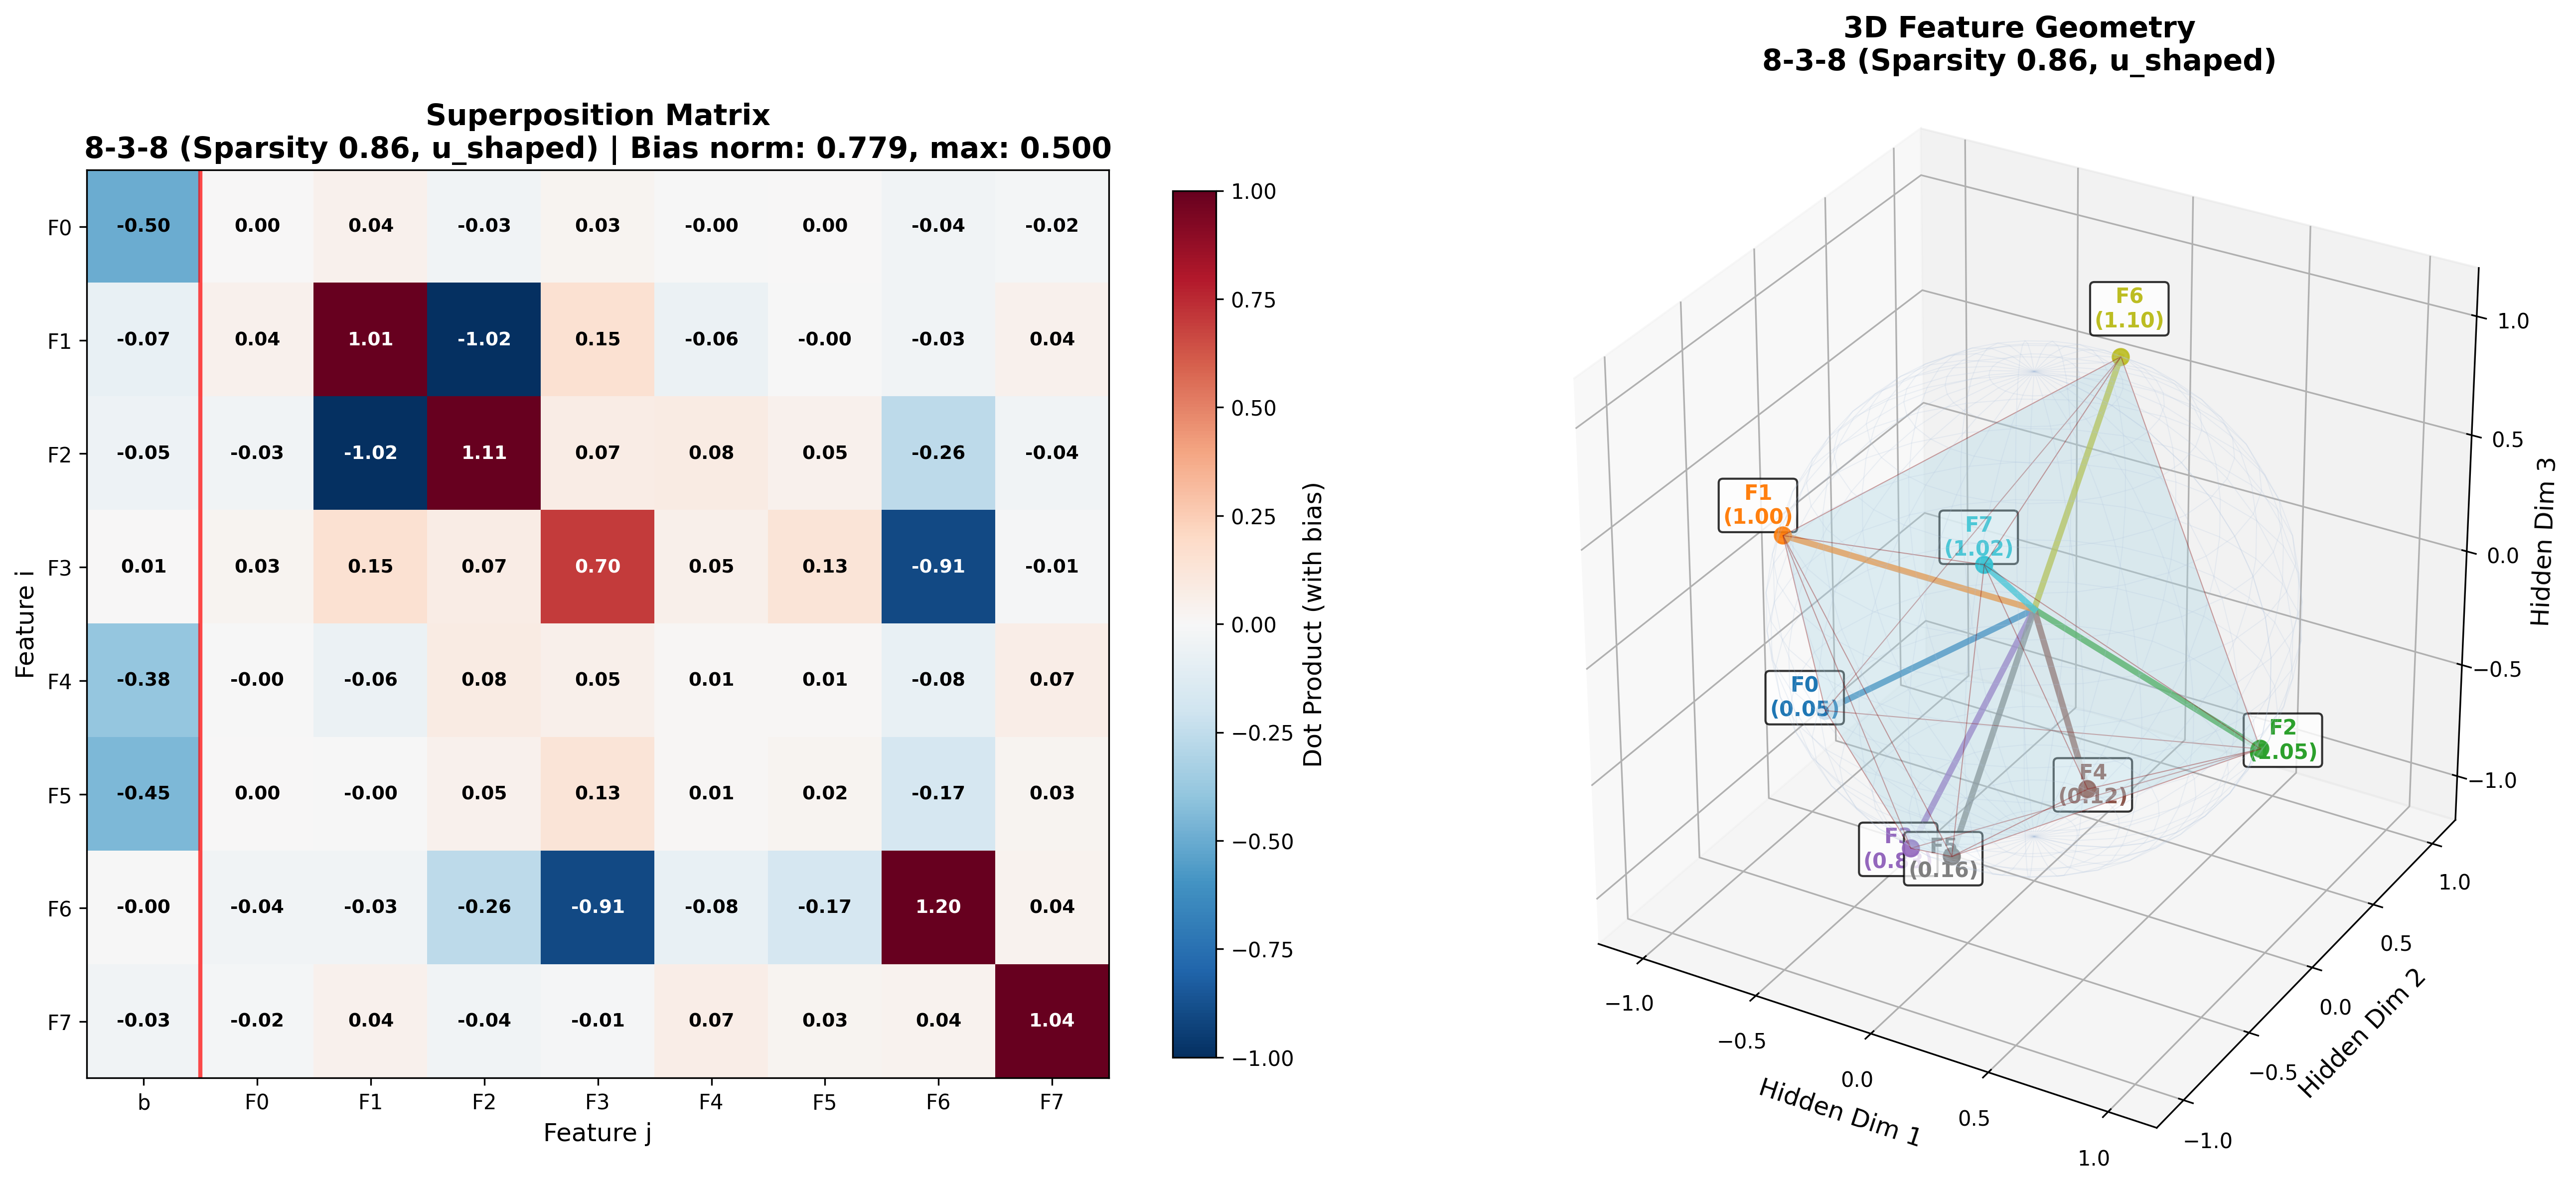 Superposition Matrix
8-3-8 (Sparsity 0.86, u_shaped) | Bias norm: 0.779, max: 0.500
F0 -0.50 0.00 0.04 -0.03 0.03 -0.00 0.00 -0.04 -0.02
F1 -0.07 0.04 1.01 -1.02 0.15 -0.06 -0.00 -0.03 0.04
F2 -0.05 -0.03 -1.02 1.11 0.07 0.08 0.05 -0.26 -0.04
F3 0.01 0.03 0.15 0.07 0.70 0.05 0.13 -0.91 -0.01
F4 -0.38 -0.00 -0.06 0.08 0.05 0.01 0.01 -0.08 0.07
F5 -0.45 0.00 -0.00 0.05 0.13 0.01 0.02 -0.17 0.03
F6 -0.00 -0.04 -0.03 -0.26 -0.91 -0.08 -0.17 1.20 0.04
F7 -0.03 -0.02 0.04 -0.04 -0.01 0.07 0.03 0.04 1.04
b F0 F1 F2 F3 F4 F5 F6 F7
Feature j
Feature i
1.00
0.75
0.50
0.25
0.00
−0.25
−0.50
−0.75
−1.00
Dot Product (with bias)
3D Feature Geometry
8-3-8 (Sparsity 0.86, u_shaped)
F6
(1.10)
F1
(1.00)
F7
(1.02)
F0
(0.05)
F2
(1.05)
F4
(0.12)
F3
F5
(0.16)
1.0
0.5
0.0
−0.5
−1.0
Hidden Dim 3
1.0
0.5
0.0
−0.5
−1.0
Hidden Dim 2
−1.0
−0.5
0.0
0.5
1.0
Hidden Dim 1